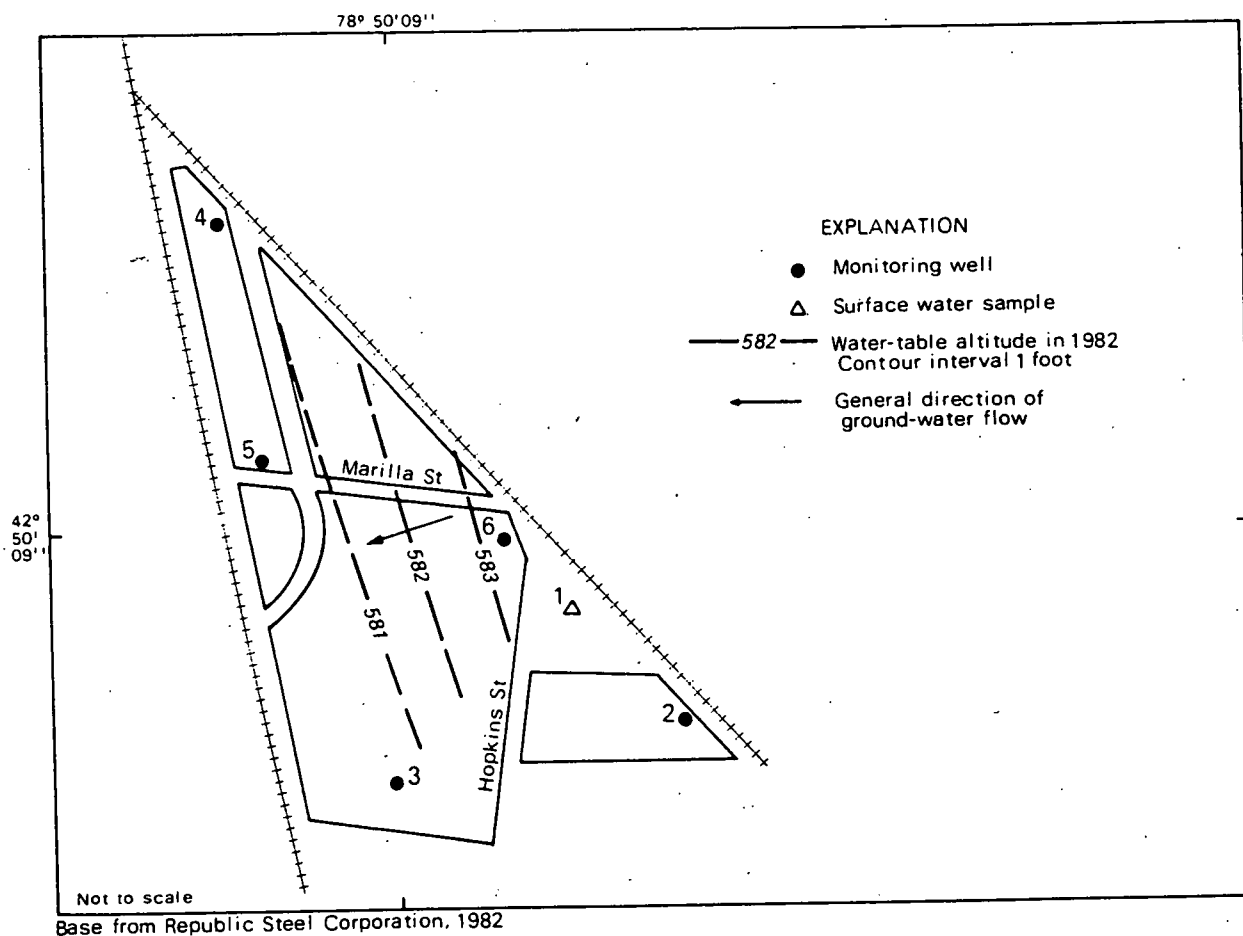 78° 50'09''
4
EXPLANATION
Monitoring well
Surface water sample
582 Water-table altitude in 1982
Contour interval 1 foot
General direction of
ground-water flow
5
Marilla St
42°
50'
09''
6
582
583
1
581
Hopkins St
2
3
Not to scale
Base from Republic Steel Corporation, 1982